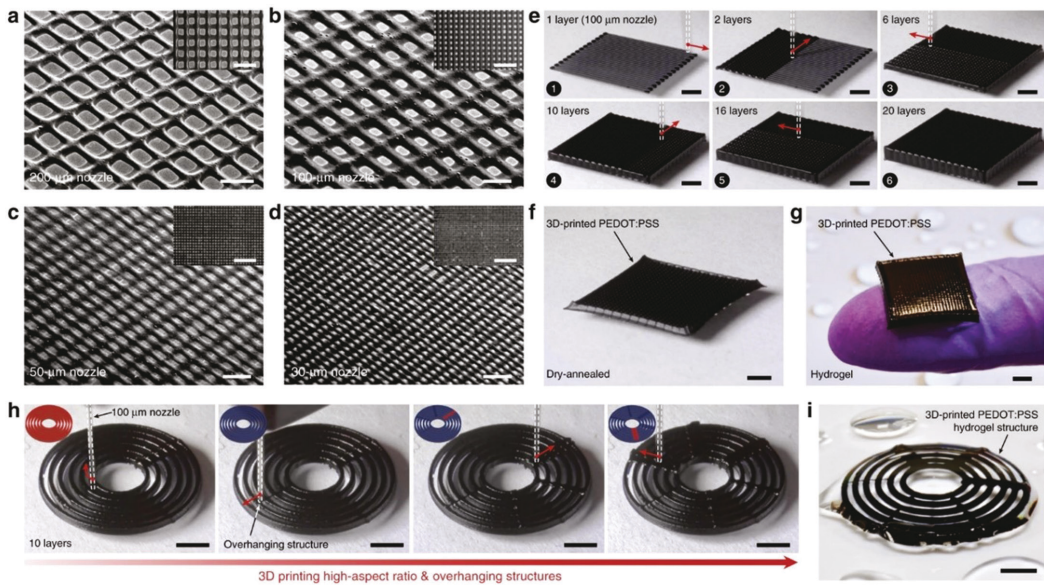 a
200-µm nozzle
b
100-µm nozzle
c
50-µm nozzle
d
30-µm nozzle
e
1 layer (100 µm nozzle)
1
2 layers
2
6 layers
3
10 layers
4
16 layers
5
20 layers
6
f
3D-printed PEDOT:PSS
Dry-annealed
g
3D-printed PEDOT:PSS
Hydrogel
h
100 µm nozzle
10 layers
Overhanging structure
3D printing high-aspect ratio & overhanging structures
i
3D-printed PEDOT:PSS
hydrogel structure